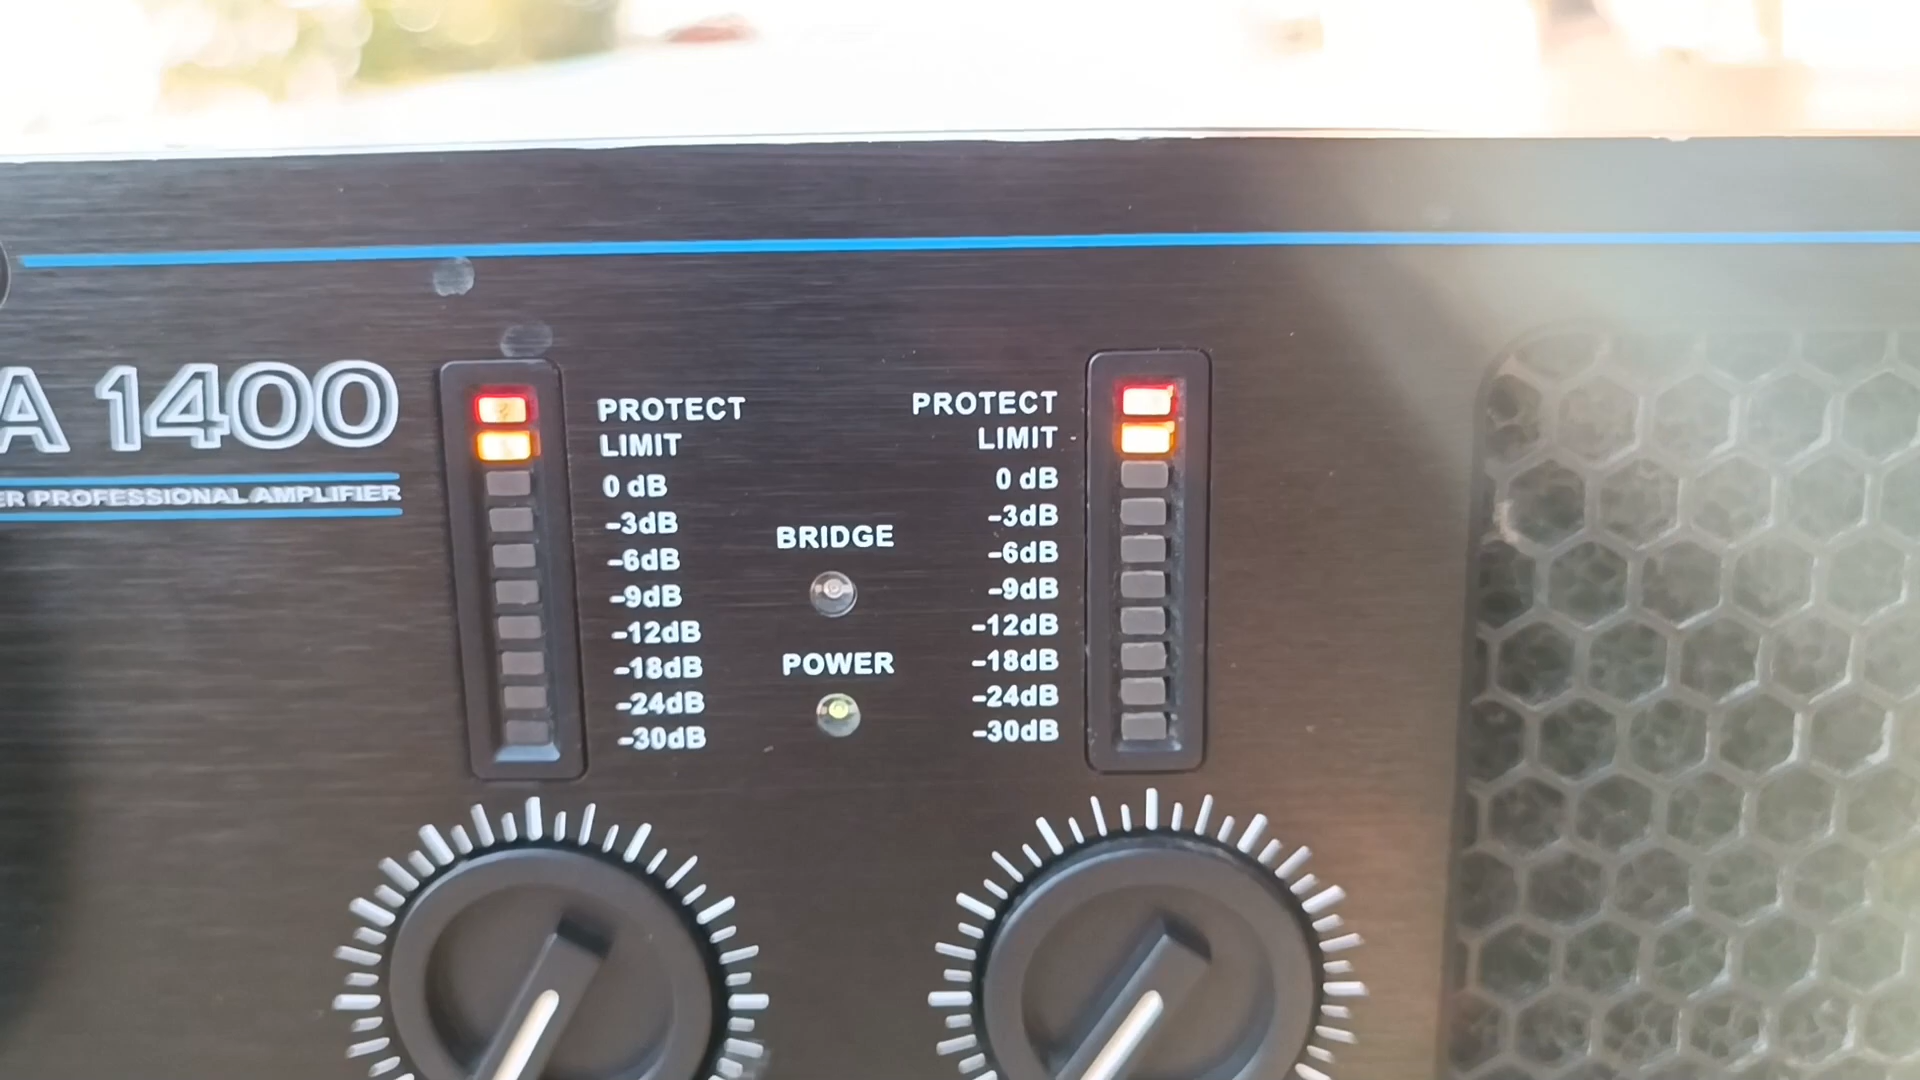 A 1400
PROFESSIONAL AMPLIFIER
PROTECT
LIMIT
0 dB
-3dB
-6dB
-9dB
-12dB
-18dB
-24dB
-30dB
BRIDGE
POWER
PROTECT
LIMIT
0 dB
-3dB
-6dB
-9dB
-12dB
-18dB
-24dB
-30dB